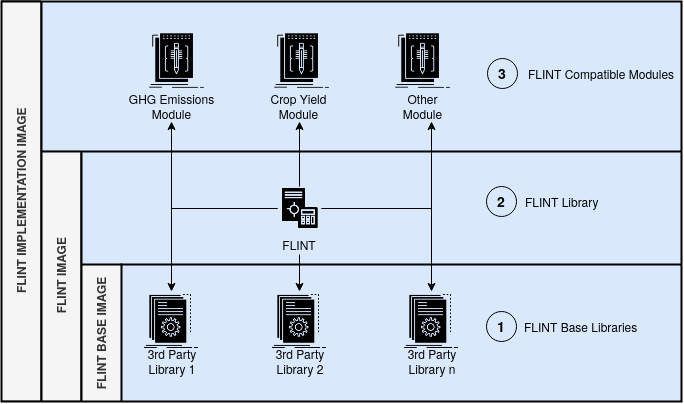 FLINT IMPLEMENTATION IMAGE
GHG Emissions
Module
Crop Yield
Module
Other
Module
3
FLINT Compatible Modules
FLINT IMAGE
FLINT
2
FLINT Library
FLINT BASE IMAGE
3rd Party
Library 1
3rd Party
Library 2
3rd Party
Library n
1
FLINT Base Libraries